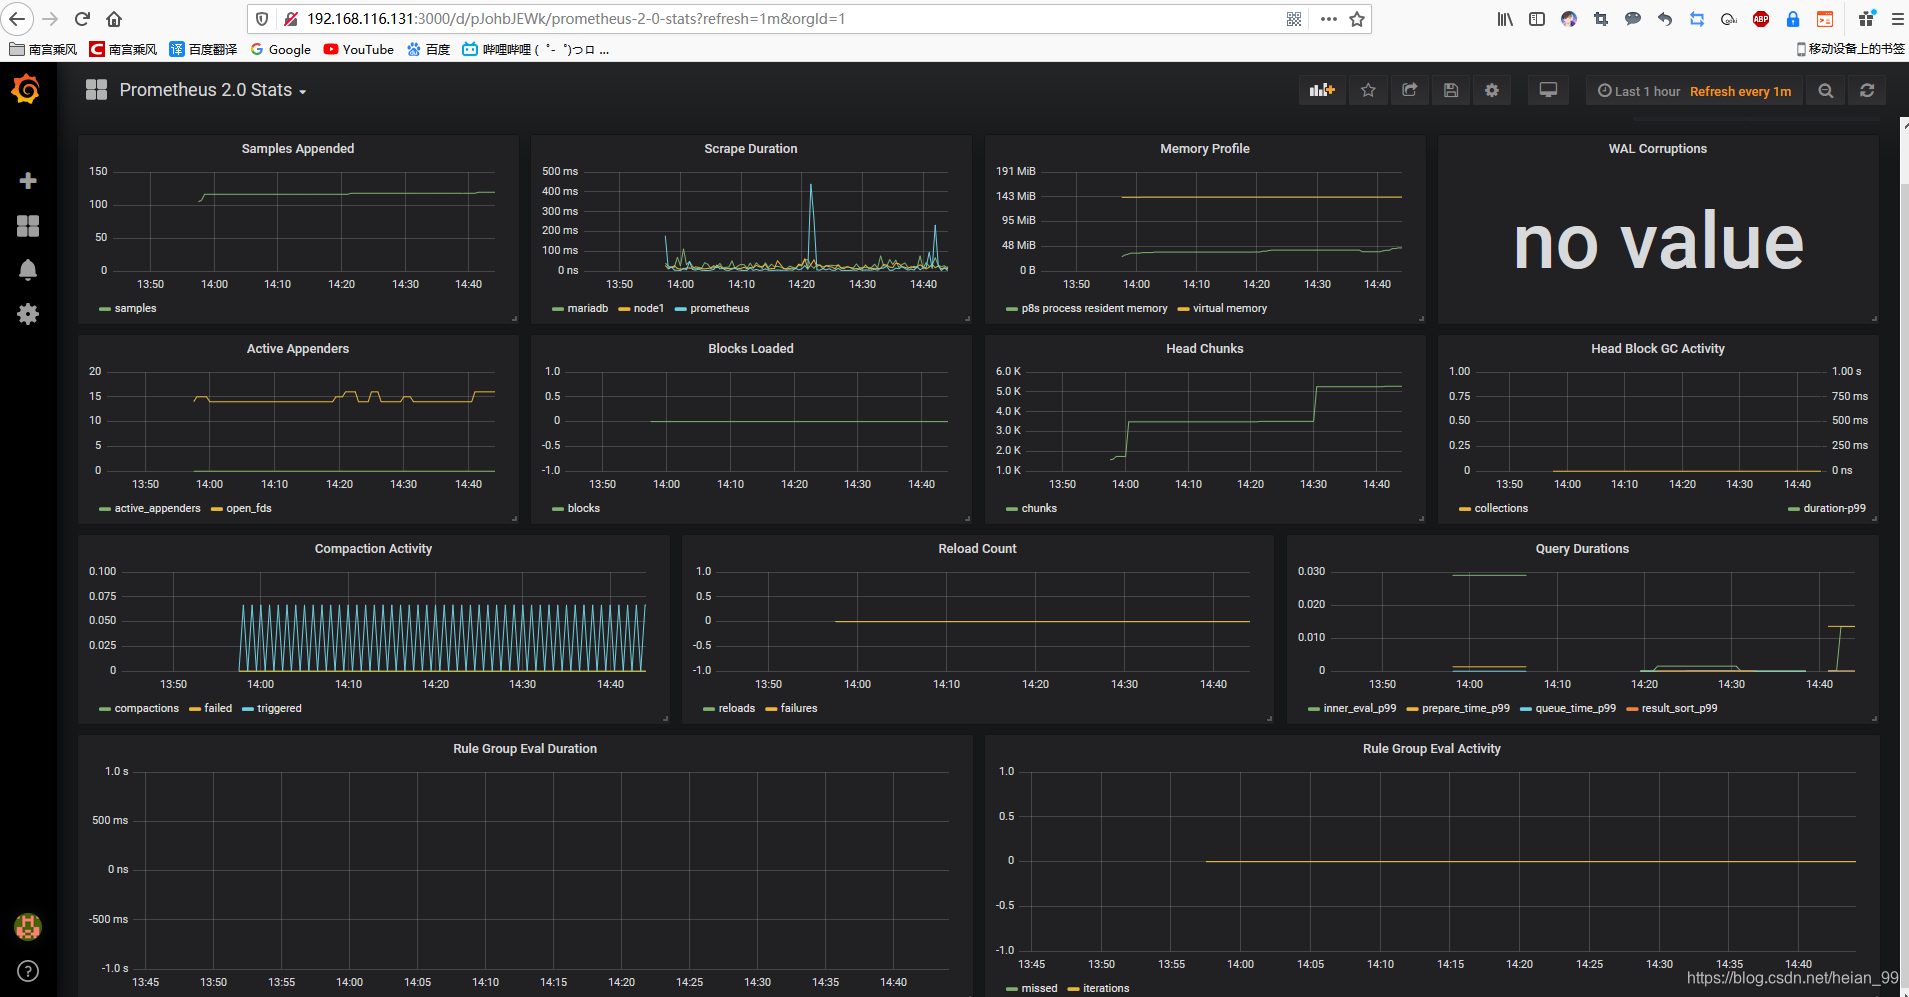 192.168.116.131:3000/d/pJohbJEWk/prometheus-2-0-stats?refresh=1m&orgId=1
南宫乘风 南宫乘风 百度翻译 Google YouTube 百度 哔哩哔哩 ( ゜- ゜)つロ ... 移动设备上的书签
Prometheus 2.0 Stats
Last 1 hour Refresh every 1m
Samples Appended
150
100
50
0
13:50 14:00 14:10 14:20 14:30 14:40
samples
Scrape Duration
500 ms
400 ms
300 ms
200 ms
100 ms
0 ns
13:50 14:00 14:10 14:20 14:30 14:40
mariadb node1 prometheus
Memory Profile
191 MiB
143 MiB
95 MiB
48 MiB
0 B
13:50 14:00 14:10 14:20 14:30 14:40
p8s process resident memory virtual memory
WAL Corruptions
no value
Active Appenders
20
15
10
5
0
13:50 14:00 14:10 14:20 14:30 14:40
active_appenders open_fds
Blocks Loaded
1.0
0.5
0
-0.5
-1.0
13:50 14:00 14:10 14:20 14:30 14:40
blocks
Head Chunks
6.0 K
5.0 K
4.0 K
3.0 K
2.0 K
1.0 K
13:50 14:00 14:10 14:20 14:30 14:40
chunks
Head Block GC Activity
1.00 1.00 s
0.75 750 ms
0.50 500 ms
0.25 250 ms
0 0 ns
13:50 14:00 14:10 14:20 14:30 14:40
collections duration-p99
Compaction Activity
0.100
0.075
0.050
0.025
0
13:50 14:00 14:10 14:20 14:30 14:40
compactions failed triggered
Reload Count
1.0
0.5
0
-0.5
-1.0
13:50 14:00 14:10 14:20 14:30 14:40
reloads failures
Query Durations
0.030
0.020
0.010
0
13:50 14:00 14:10 14:20 14:30 14:40
inner_eval_p99 prepare_time_p99 queue_time_p99 result_sort_p99
Rule Group Eval Duration
1.0 s
500 ms
0 ns
-500 ms
-1.0 s
13:45 13:50 13:55 14:00 14:05 14:10 14:15 14:20 14:25 14:30 14:35 14:40
Rule Group Eval Activity
1.0
0.5
0
-0.5
-1.0
13:45 13:50 13:55 14:00 14:05 14:10 14:15 14:20 14:25 14:30 14:35 14:40
missed iterations
https://blog.csdn.net/heian_99